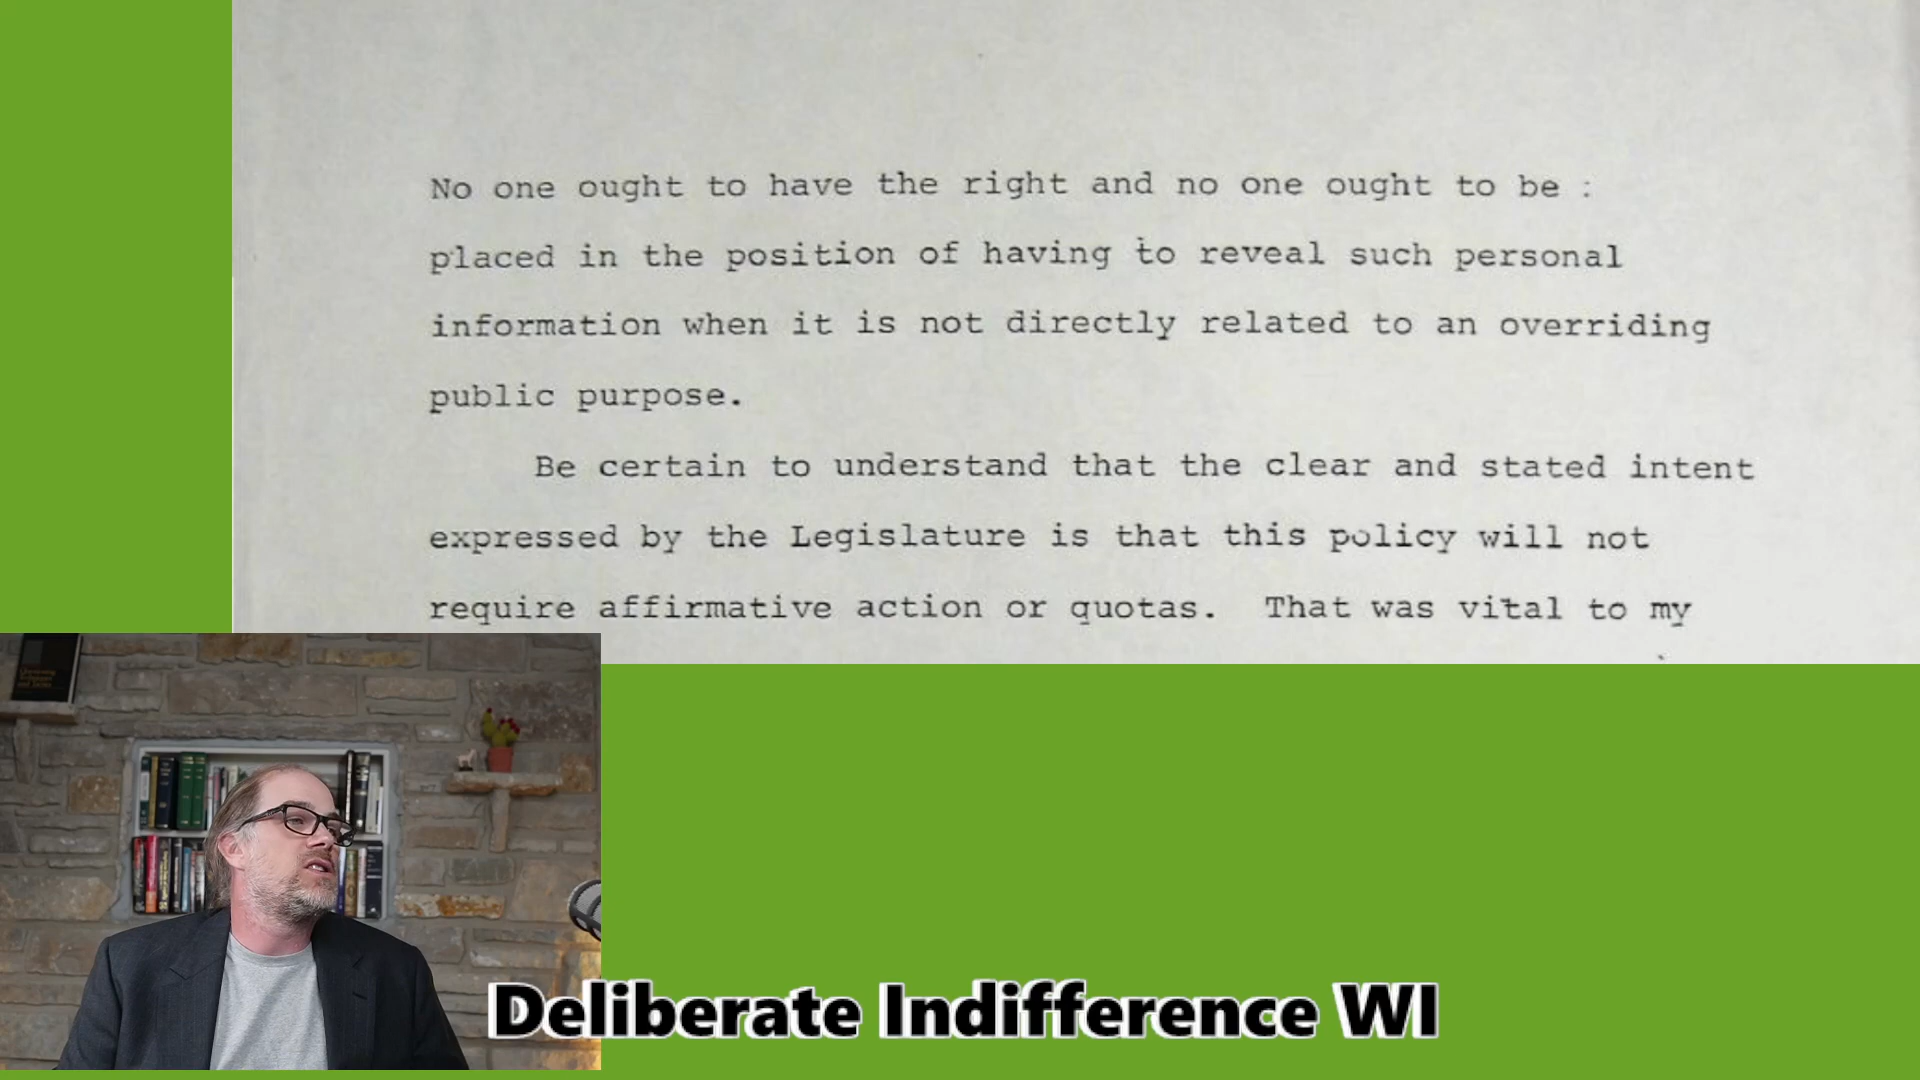 No one ought to have the right and no one ought to be :
placed in the position of having to reveal such personal
information when it is not directly related to an overriding
public purpose.
Be certain to understand that the clear and stated intent
expressed by the Legislature is that this policy will not
require affirmative action or quotas. That was vital to my
Deliberate Indifference WI